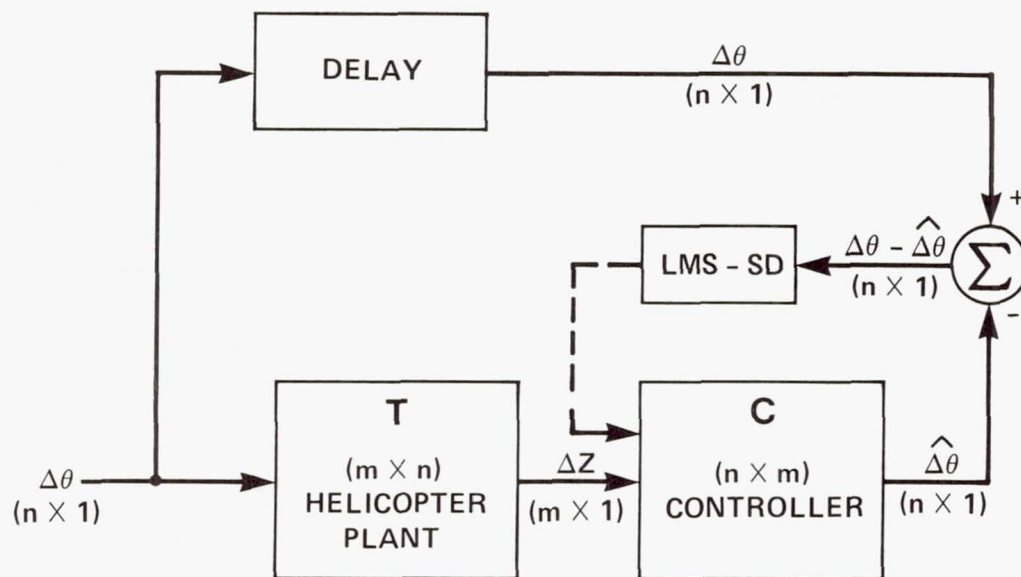 DELAY
Δθ
(n × 1)
+
LMS - SD
Δθ - Δθ̂
(n × 1)
Σ
-
T
(m × n)
HELICOPTER
PLANT
C
(n × m)
CONTROLLER
Δθ
(n × 1)
ΔZ
(m × 1)
Δθ̂
(n × 1)